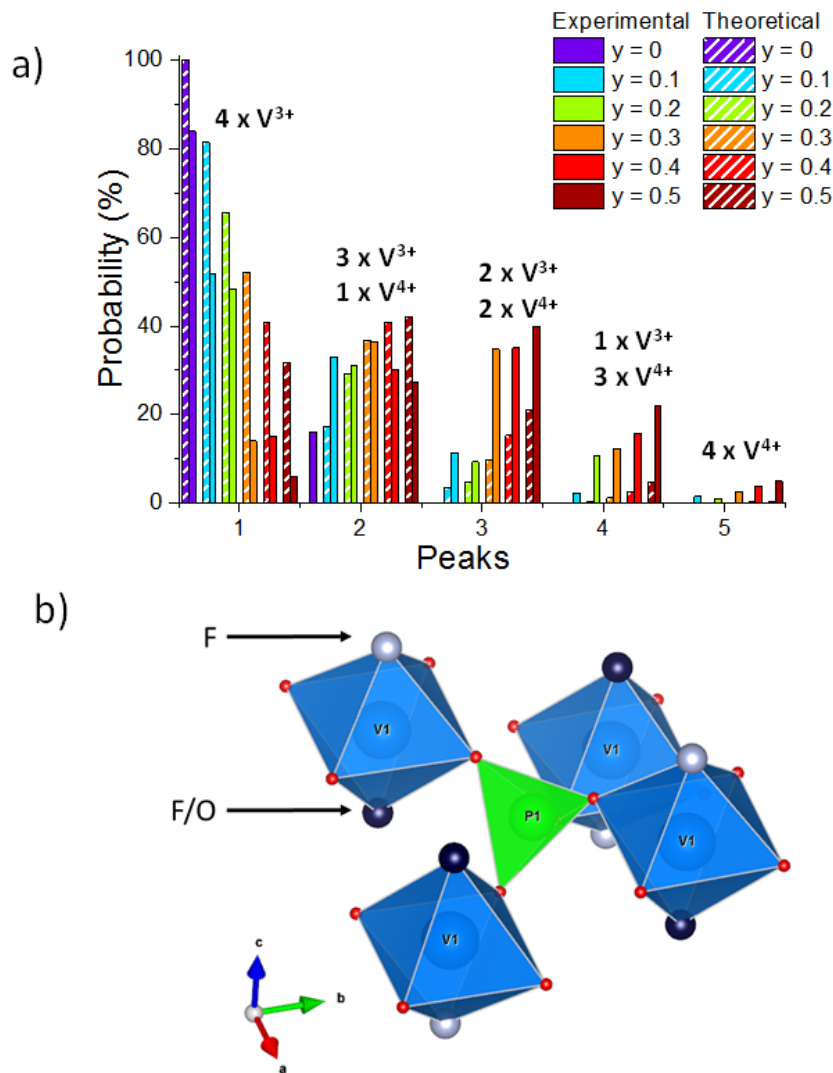 a)
Experimental Theoretical
y = 0 y = 0
y = 0.1 y = 0.1
y = 0.2 y = 0.2
y = 0.3 y = 0.3
y = 0.4 y = 0.4
y = 0.5 y = 0.5
Probability (%)
100
80
60
40
20
0
4 x V³⁺
3 x V³⁺
1 x V⁴⁺
2 x V³⁺
2 x V⁴⁺
1 x V³⁺
3 x V⁴⁺
4 x V⁴⁺
1 2 3 4 5
Peaks
b)
F
F/O
V1
V1
P1
V1
V1
c
b
a